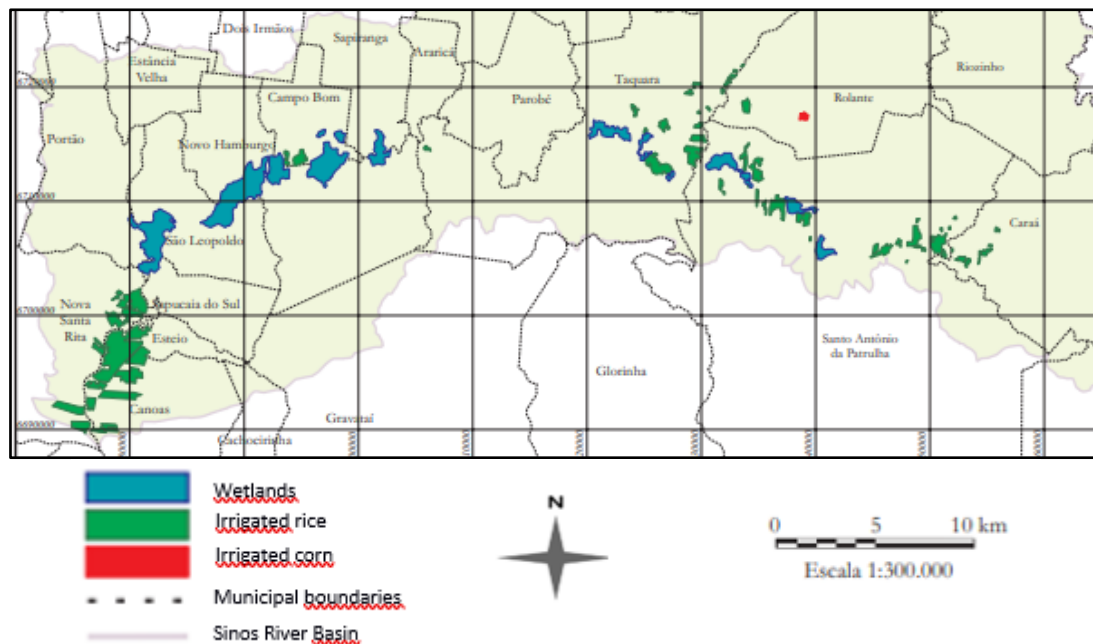 Dois Irmãos
Sapiranga
Araricá
Estância
Velha
Campo Bom
Taquara
Parobé
Rolante
Riozinho
Portão
Novo Hamburgo
São Leopoldo
Caraá
Nova
Santa
Rita
Sapucaia do Sul
Esteio
Santo Antônio
da Patrulha
Glorinha
Canoas
Gravataí
Cachoeirinha
6700000
6690000
Wetlands
Irrigated rice
Irrigated corn
Municipal boundaries
Sinos River Basin
N
0 5 10 km
Escala 1:300.000